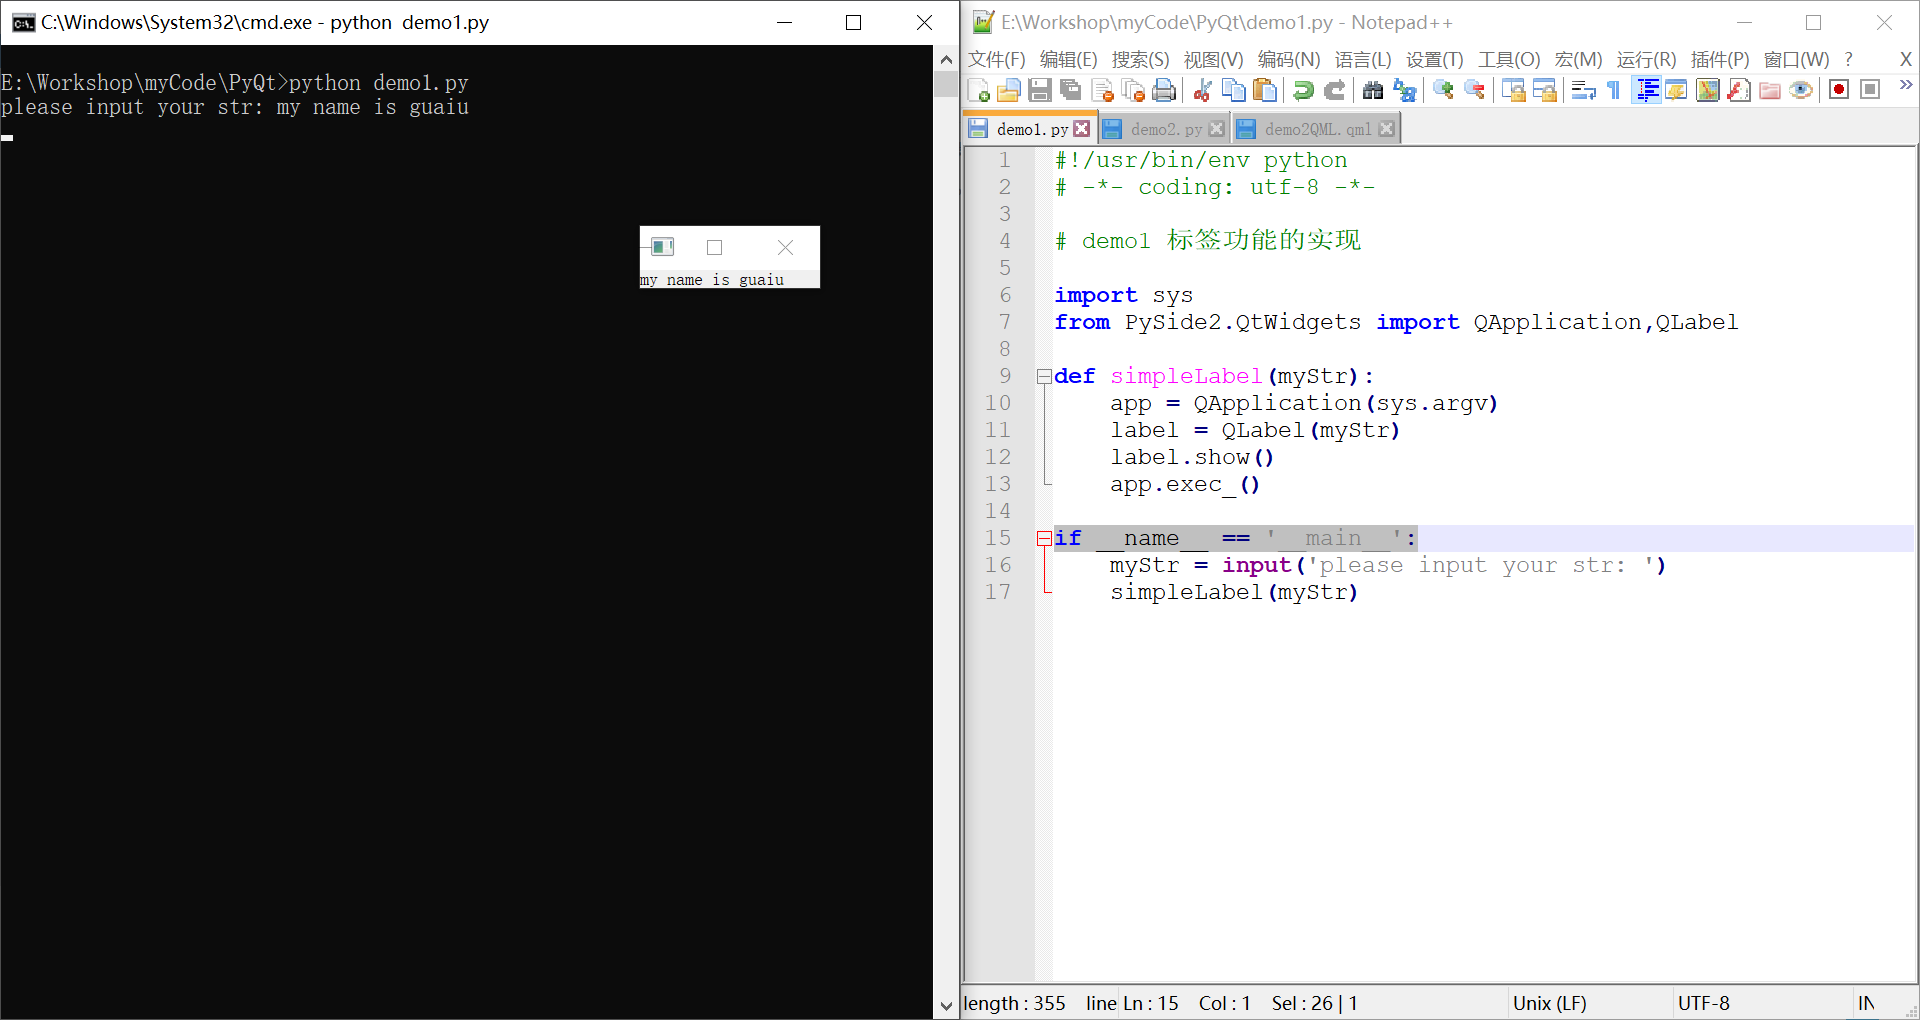 C:\Windows\System32\cmd.exe - python  demo1.py
E:\Workshop\myCode\PyQt>python demo1.py
please input your str: my name is guaiu
my name is guaiu
E:\Workshop\myCode\PyQt\demo1.py - Notepad++
文件(F) 编辑(E) 搜索(S) 视图(V) 编码(N) 语言(L) 设置(T) 工具(O) 宏(M) 运行(R) 插件(P) 窗口(W) ? X
demo1.py demo2.py demo2QML.qml
1 #!/usr/bin/env python
2 # -*- coding: utf-8 -*-
3
4 # demo1 标签功能的实现
5
6 import sys
7 from PySide2.QtWidgets import QApplication,QLabel
8
9 def simpleLabel(myStr):
10 app = QApplication(sys.argv)
11 label = QLabel(myStr)
12 label.show()
13 app.exec_()
14
15 if __name__ == '__main__':
16 myStr = input('please input your str: ')
17 simpleLabel(myStr)
length : 355 line Ln : 15 Col : 1 Sel : 26 | 1 Unix (LF) UTF-8 IN